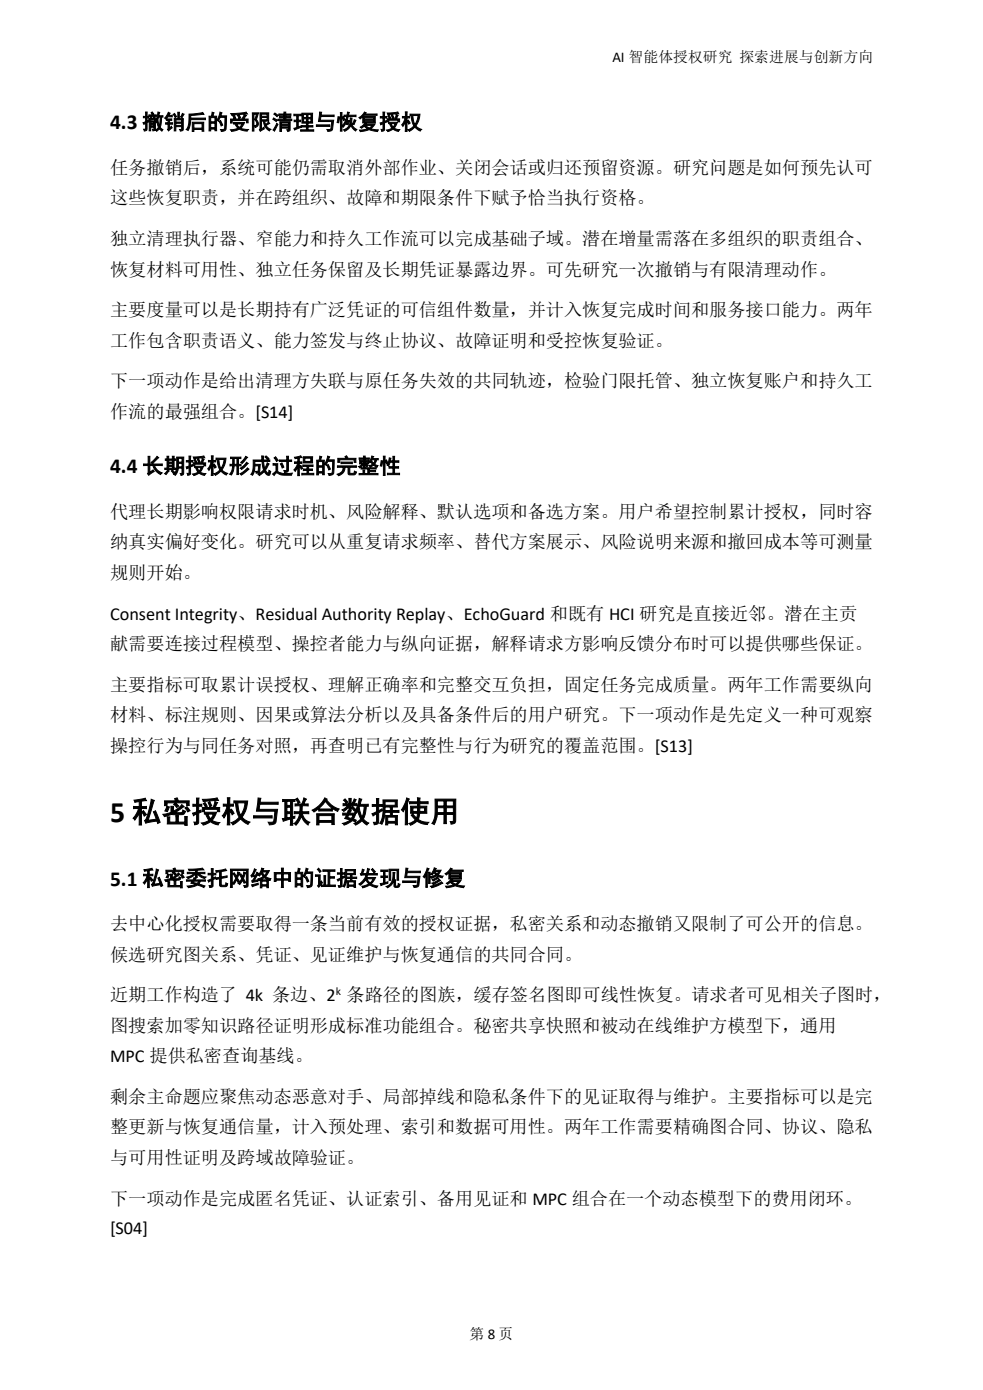 AI 智能体授权研究 探索进展与创新方向
4.3 撤销后的受限清理与恢复授权
任务撤销后，系统可能仍需取消外部作业、关闭会话或归还预留资源。研究问题是如何预先认可
这些恢复职责，并在跨组织、故障和期限条件下赋予恰当执行资格。
独立清理执行器、窄能力和持久工作流可以完成基础子域。潜在增量需落在多组织的职责组合、
恢复材料可用性、独立任务保留及长期凭证暴露边界。可先研究一次撤销与有限清理动作。
主要度量可以是长期持有广泛凭证的可信组件数量，并计入恢复完成时间和服务接口能力。两年
工作包含职责语义、能力签发与终止协议、故障证明和受控恢复验证。
下一项动作是给出清理方失联与原任务失效的共同轨迹，检验门限托管、独立恢复账户和持久工
作流的最强组合。[S14]
4.4 长期授权形成过程的完整性
代理长期影响权限请求时机、风险解释、默认选项和备选方案。用户希望控制累计授权，同时容
纳真实偏好变化。研究可以从重复请求频率、替代方案展示、风险说明来源和撤回成本等可测量
规则开始。
Consent Integrity、Residual Authority Replay、EchoGuard 和既有 HCI 研究是直接近邻。潜在主贡
献需要连接过程模型、操控者能力与纵向证据，解释请求方影响反馈分布时可以提供哪些保证。
主要指标可取累计误授权、理解正确率和完整交互负担，固定任务完成质量。两年工作需要纵向
材料、标注规则、因果或算法分析以及具备条件后的用户研究。下一项动作是先定义一种可观察
操控行为与同任务对照，再查明已有完整性与行为研究的覆盖范围。[S13]
5 私密授权与联合数据使用
5.1 私密委托网络中的证据发现与修复
去中心化授权需要取得一条当前有效的授权证据，私密关系和动态撤销又限制了可公开的信息。
候选研究图关系、凭证、见证维护与恢复通信的共同合同。
近期工作构造了 4k 条边、2ᵏ 条路径的图族，缓存签名图即可线性恢复。请求者可见相关子图时，
图搜索加零知识路径证明形成标准功能组合。秘密共享快照和被动在线维护方模型下，通用
MPC 提供私密查询基线。
剩余主命题应聚焦动态恶意对手、局部掉线和隐私条件下的见证取得与维护。主要指标可以是完
整更新与恢复通信量，计入预处理、索引和数据可用性。两年工作需要精确图合同、协议、隐私
与可用性证明及跨域故障验证。
下一项动作是完成匿名凭证、认证索引、备用见证和 MPC 组合在一个动态模型下的费用闭环。
[S04]
第 8 页